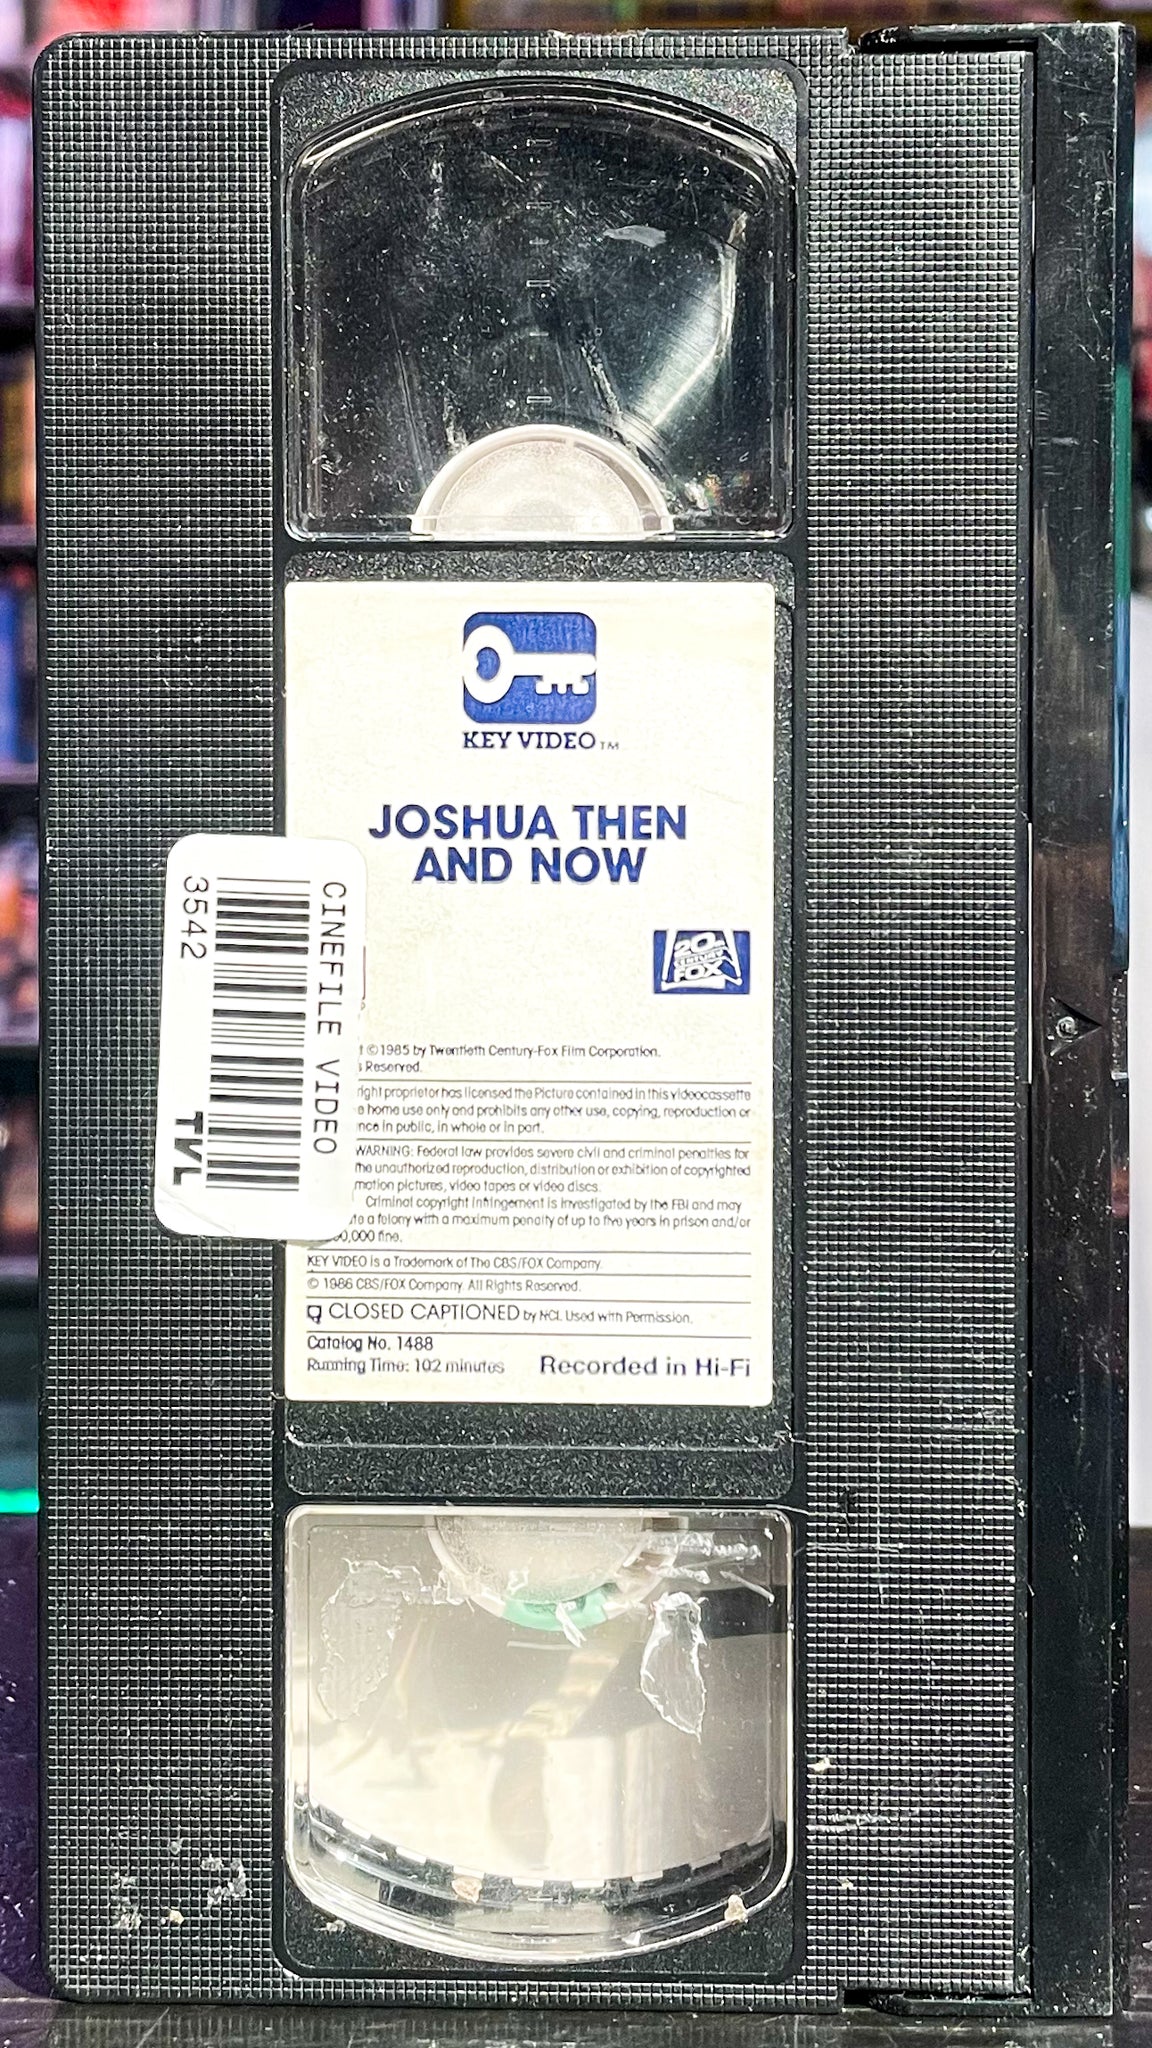 KEY VIDEO™
JOSHUA THEN
AND NOW
20th
CENTURY
FOX
©1985 by Twentieth Century-Fox Film Corporation.
Reserved.
right proprietor has licensed the Picture contained in this videocassette
home use only and prohibits any other use, copying, reproduction or
nce in public, in whole or in part.
WARNING: Federal law provides severe civil and criminal penalties for
the unauthorized reproduction, distribution or exhibition of copyrighted
motion pictures, video tapes or video discs.
Criminal copyright infringement is investigated by the FBI and may
a felony with a maximum penalty of up to five years in prison and/or
0,000 fine.
KEY VIDEO is a Trademark of The CBS/FOX Company.
© 1986 CBS/FOX Company. All Rights Reserved.
CLOSED CAPTIONED by NCI. Used with Permission.
Catalog No. 1488
Running Time: 102 minutes Recorded in Hi-Fi
CINEFILE VIDEO
3542